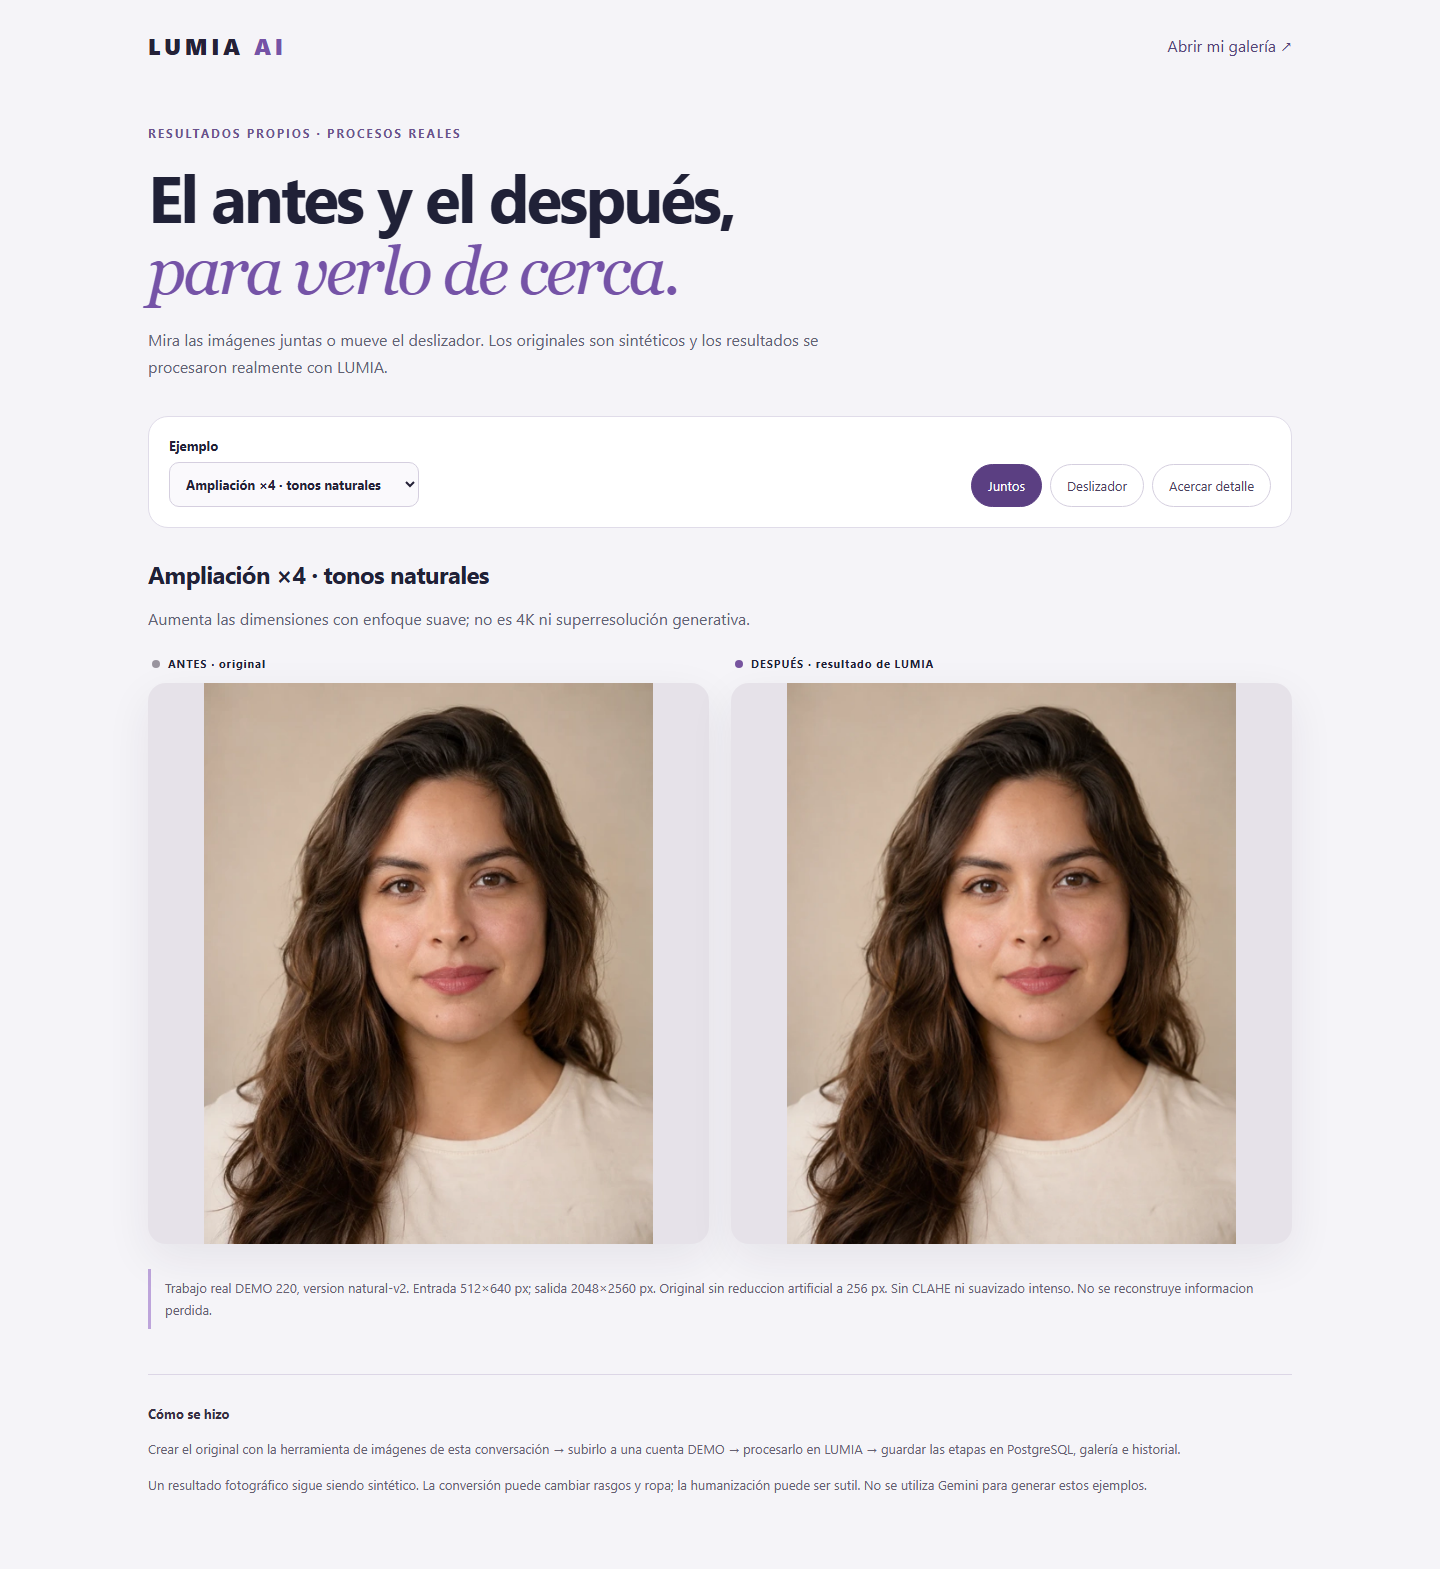 LUMIA AI
Abrir mi galería ↗
RESULTADOS PROPIOS · PROCESOS REALES
El antes y el después,
para verlo de cerca.
Mira las imágenes juntas o mueve el deslizador. Los originales son sintéticos y los resultados se
procesaron realmente con LUMIA.
Ejemplo
Ampliación ×4 · tonos naturales
Juntos
Deslizador
Acercar detalle
Ampliación ×4 · tonos naturales
Aumenta las dimensiones con enfoque suave; no es 4K ni superresolución generativa.
ANTES · original
DESPUÉS · resultado de LUMIA
Trabajo real DEMO 220, version natural-v2. Entrada 512×640 px; salida 2048×2560 px. Original sin reduccion artificial a 256 px. Sin CLAHE ni suavizado intenso. No se reconstruye informacion
perdida.
Cómo se hizo
Crear el original con la herramienta de imágenes de esta conversación → subirlo a una cuenta DEMO → procesarlo en LUMIA → guardar las etapas en PostgreSQL, galería e historial.
Un resultado fotográfico sigue siendo sintético. La conversión puede cambiar rasgos y ropa; la humanización puede ser sutil. No se utiliza Gemini para generar estos ejemplos.